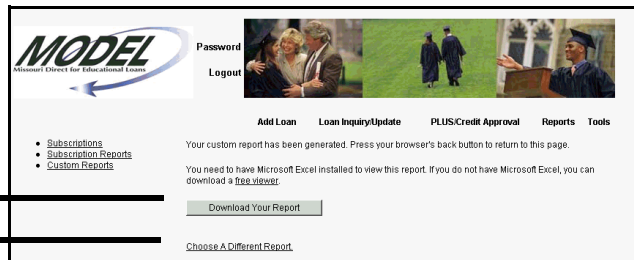 MODEL
Missouri Direct for Educational Loans
Password
Logout
Add Loan Loan Inquiry/Update PLUS/Credit Approval Reports Tools
Subscriptions
Subscription Reports
Custom Reports
Your custom report has been generated. Press your browser's back button to return to this page.
You need to have Microsoft Excel installed to view this report. If you do not have Microsoft Excel, you can
download a free viewer.
Download Your Report
Choose A Different Report.